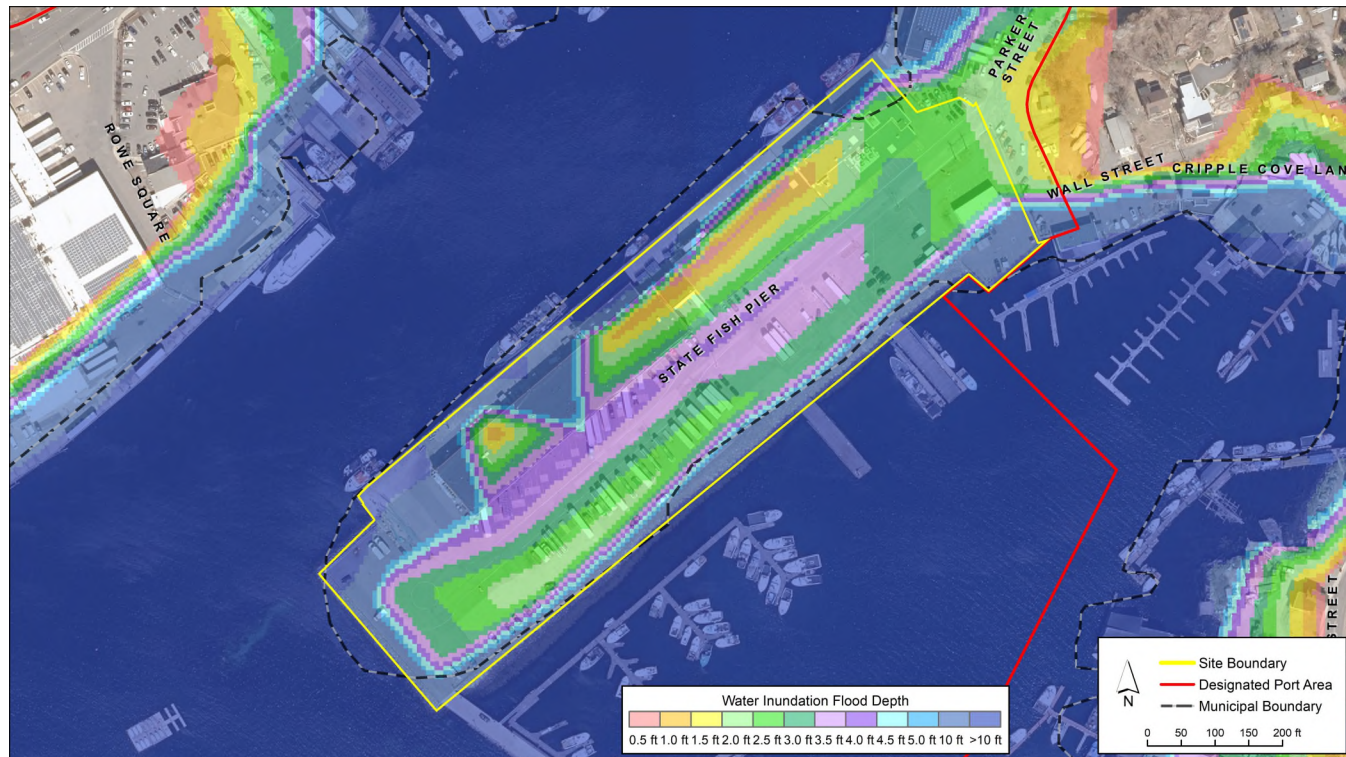 PARKER
STREET
ROWE SQUARE
WALL STREET
CRIPPLE COVE LAN
STATE FISH PIER
STREET
Water Inundation Flood Depth
0.5 ft 1.0 ft 1.5 ft 2.0 ft 2.5 ft 3.0 ft 3.5 ft 4.0 ft 4.5 ft 5.0 ft 10 ft >10 ft
N
Site Boundary
Designated Port Area
Municipal Boundary
0 50 100 150 200 ft